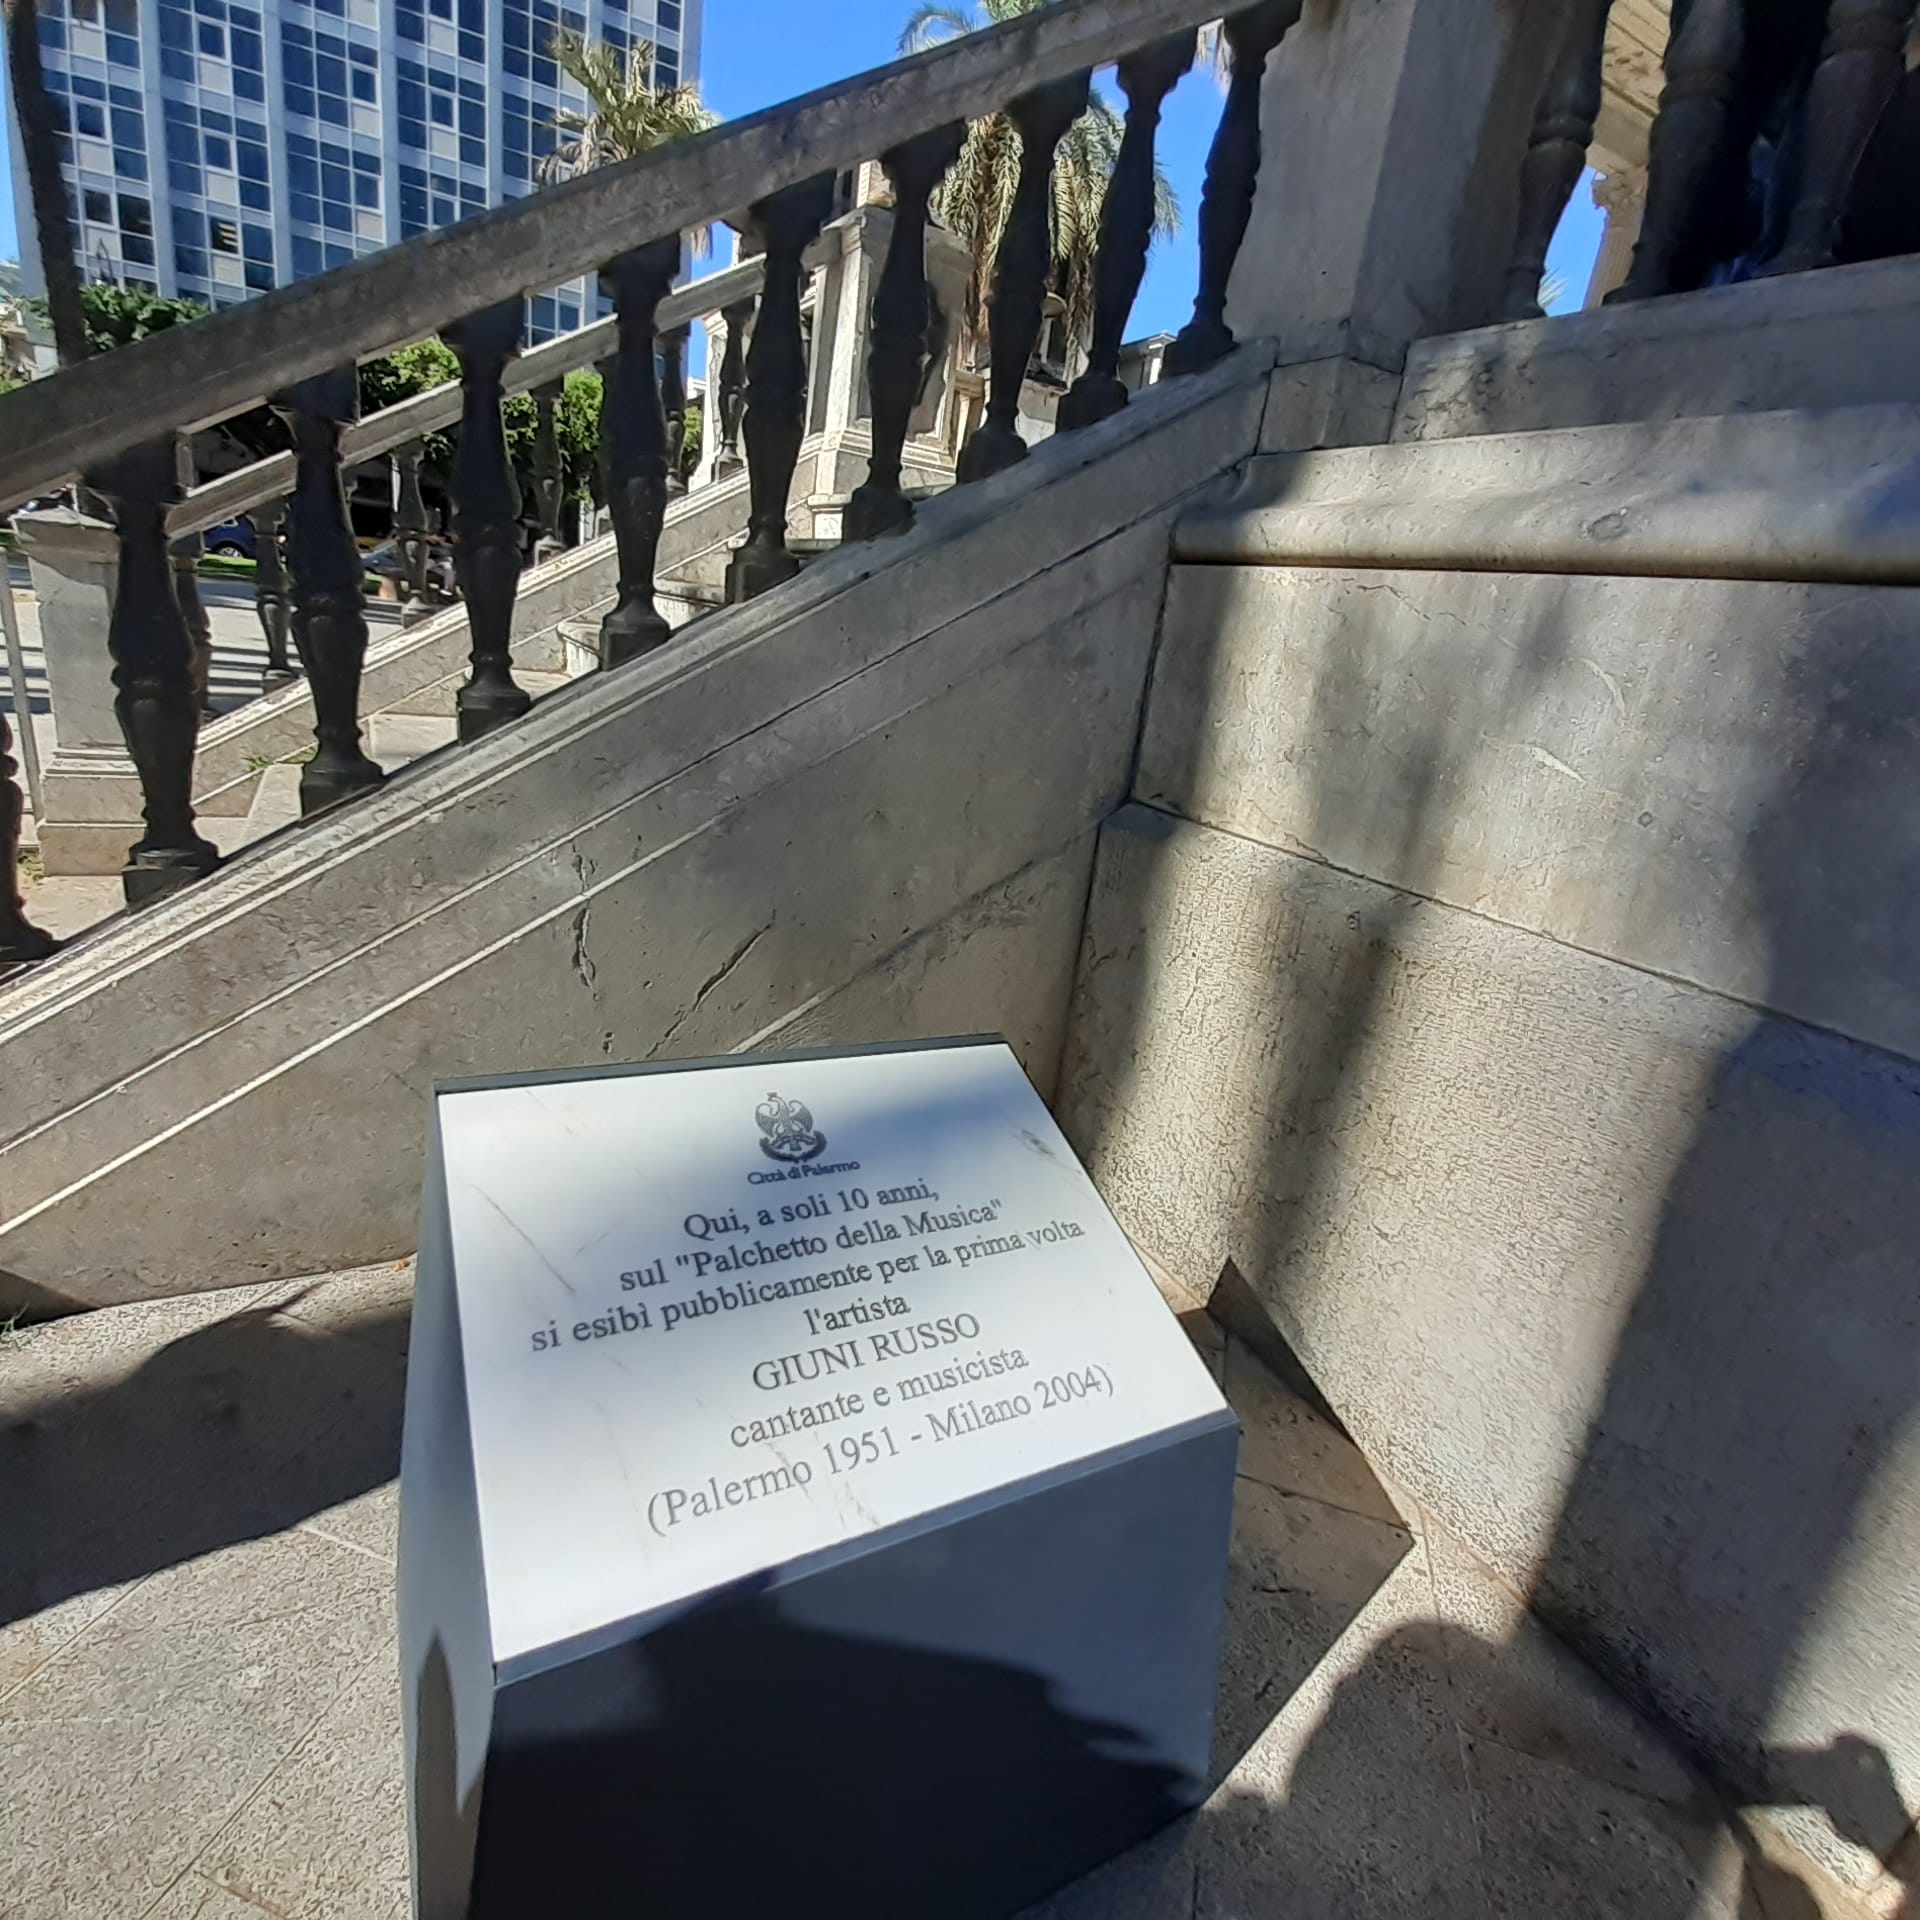 Città di Palermo
Qui, a soli 10 anni,
sul "Palchetto della Musica"
si esibì pubblicamente per la prima volta
l'artista
GIUNI RUSSO
cantante e musicista
(Palermo 1951 - Milano 2004)